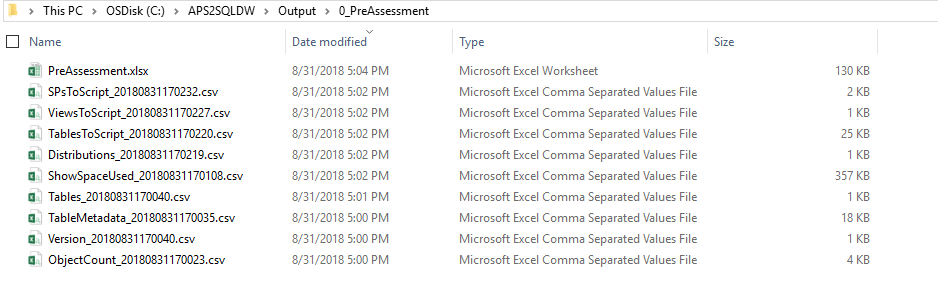 This PC > OSDisk (C:) > APS2SQLDW > Output > 0_PreAssessment
Name Date modified Type Size
PreAssessment.xlsx 8/31/2018 5:04 PM Microsoft Excel Worksheet 130 KB
SPsToScript_20180831170232.csv 8/31/2018 5:02 PM Microsoft Excel Comma Separated Values File 2 KB
ViewsToScript_20180831170227.csv 8/31/2018 5:02 PM Microsoft Excel Comma Separated Values File 1 KB
TablesToScript_20180831170220.csv 8/31/2018 5:02 PM Microsoft Excel Comma Separated Values File 25 KB
Distributions_20180831170219.csv 8/31/2018 5:02 PM Microsoft Excel Comma Separated Values File 1 KB
ShowSpaceUsed_20180831170108.csv 8/31/2018 5:02 PM Microsoft Excel Comma Separated Values File 357 KB
Tables_20180831170040.csv 8/31/2018 5:01 PM Microsoft Excel Comma Separated Values File 1 KB
TableMetadata_20180831170035.csv 8/31/2018 5:00 PM Microsoft Excel Comma Separated Values File 18 KB
Version_20180831170040.csv 8/31/2018 5:00 PM Microsoft Excel Comma Separated Values File 1 KB
ObjectCount_20180831170023.csv 8/31/2018 5:00 PM Microsoft Excel Comma Separated Values File 4 KB